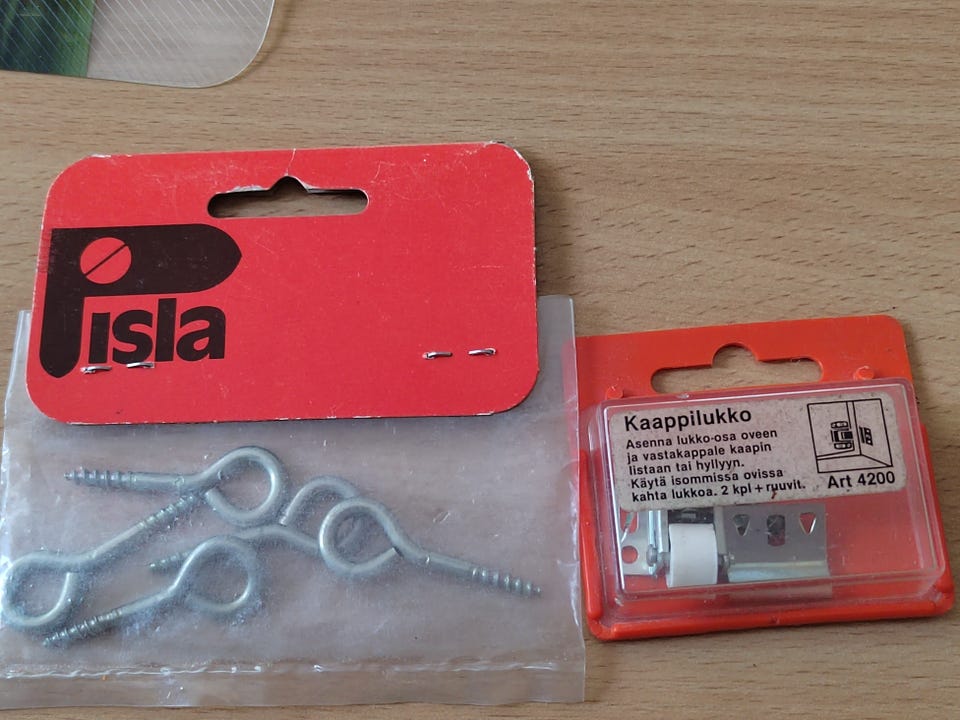 Pisla
Kaappilukko
Asenna lukko-osa oveen
ja vastakappale kaapin
listaan tai hyllyyn.
Käytä isommissa ovissa
kahta lukkoa. 2 kpl + ruuvit.
Art 4200